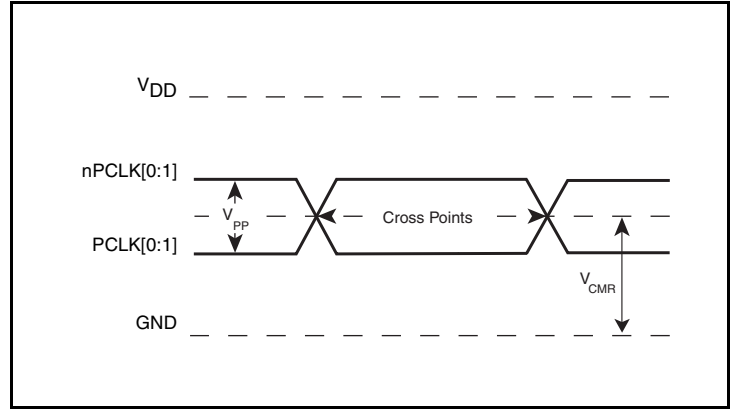 VDD
nPCLK[0:1]
VPP
Cross Points
PCLK[0:1]
VCMR
GND